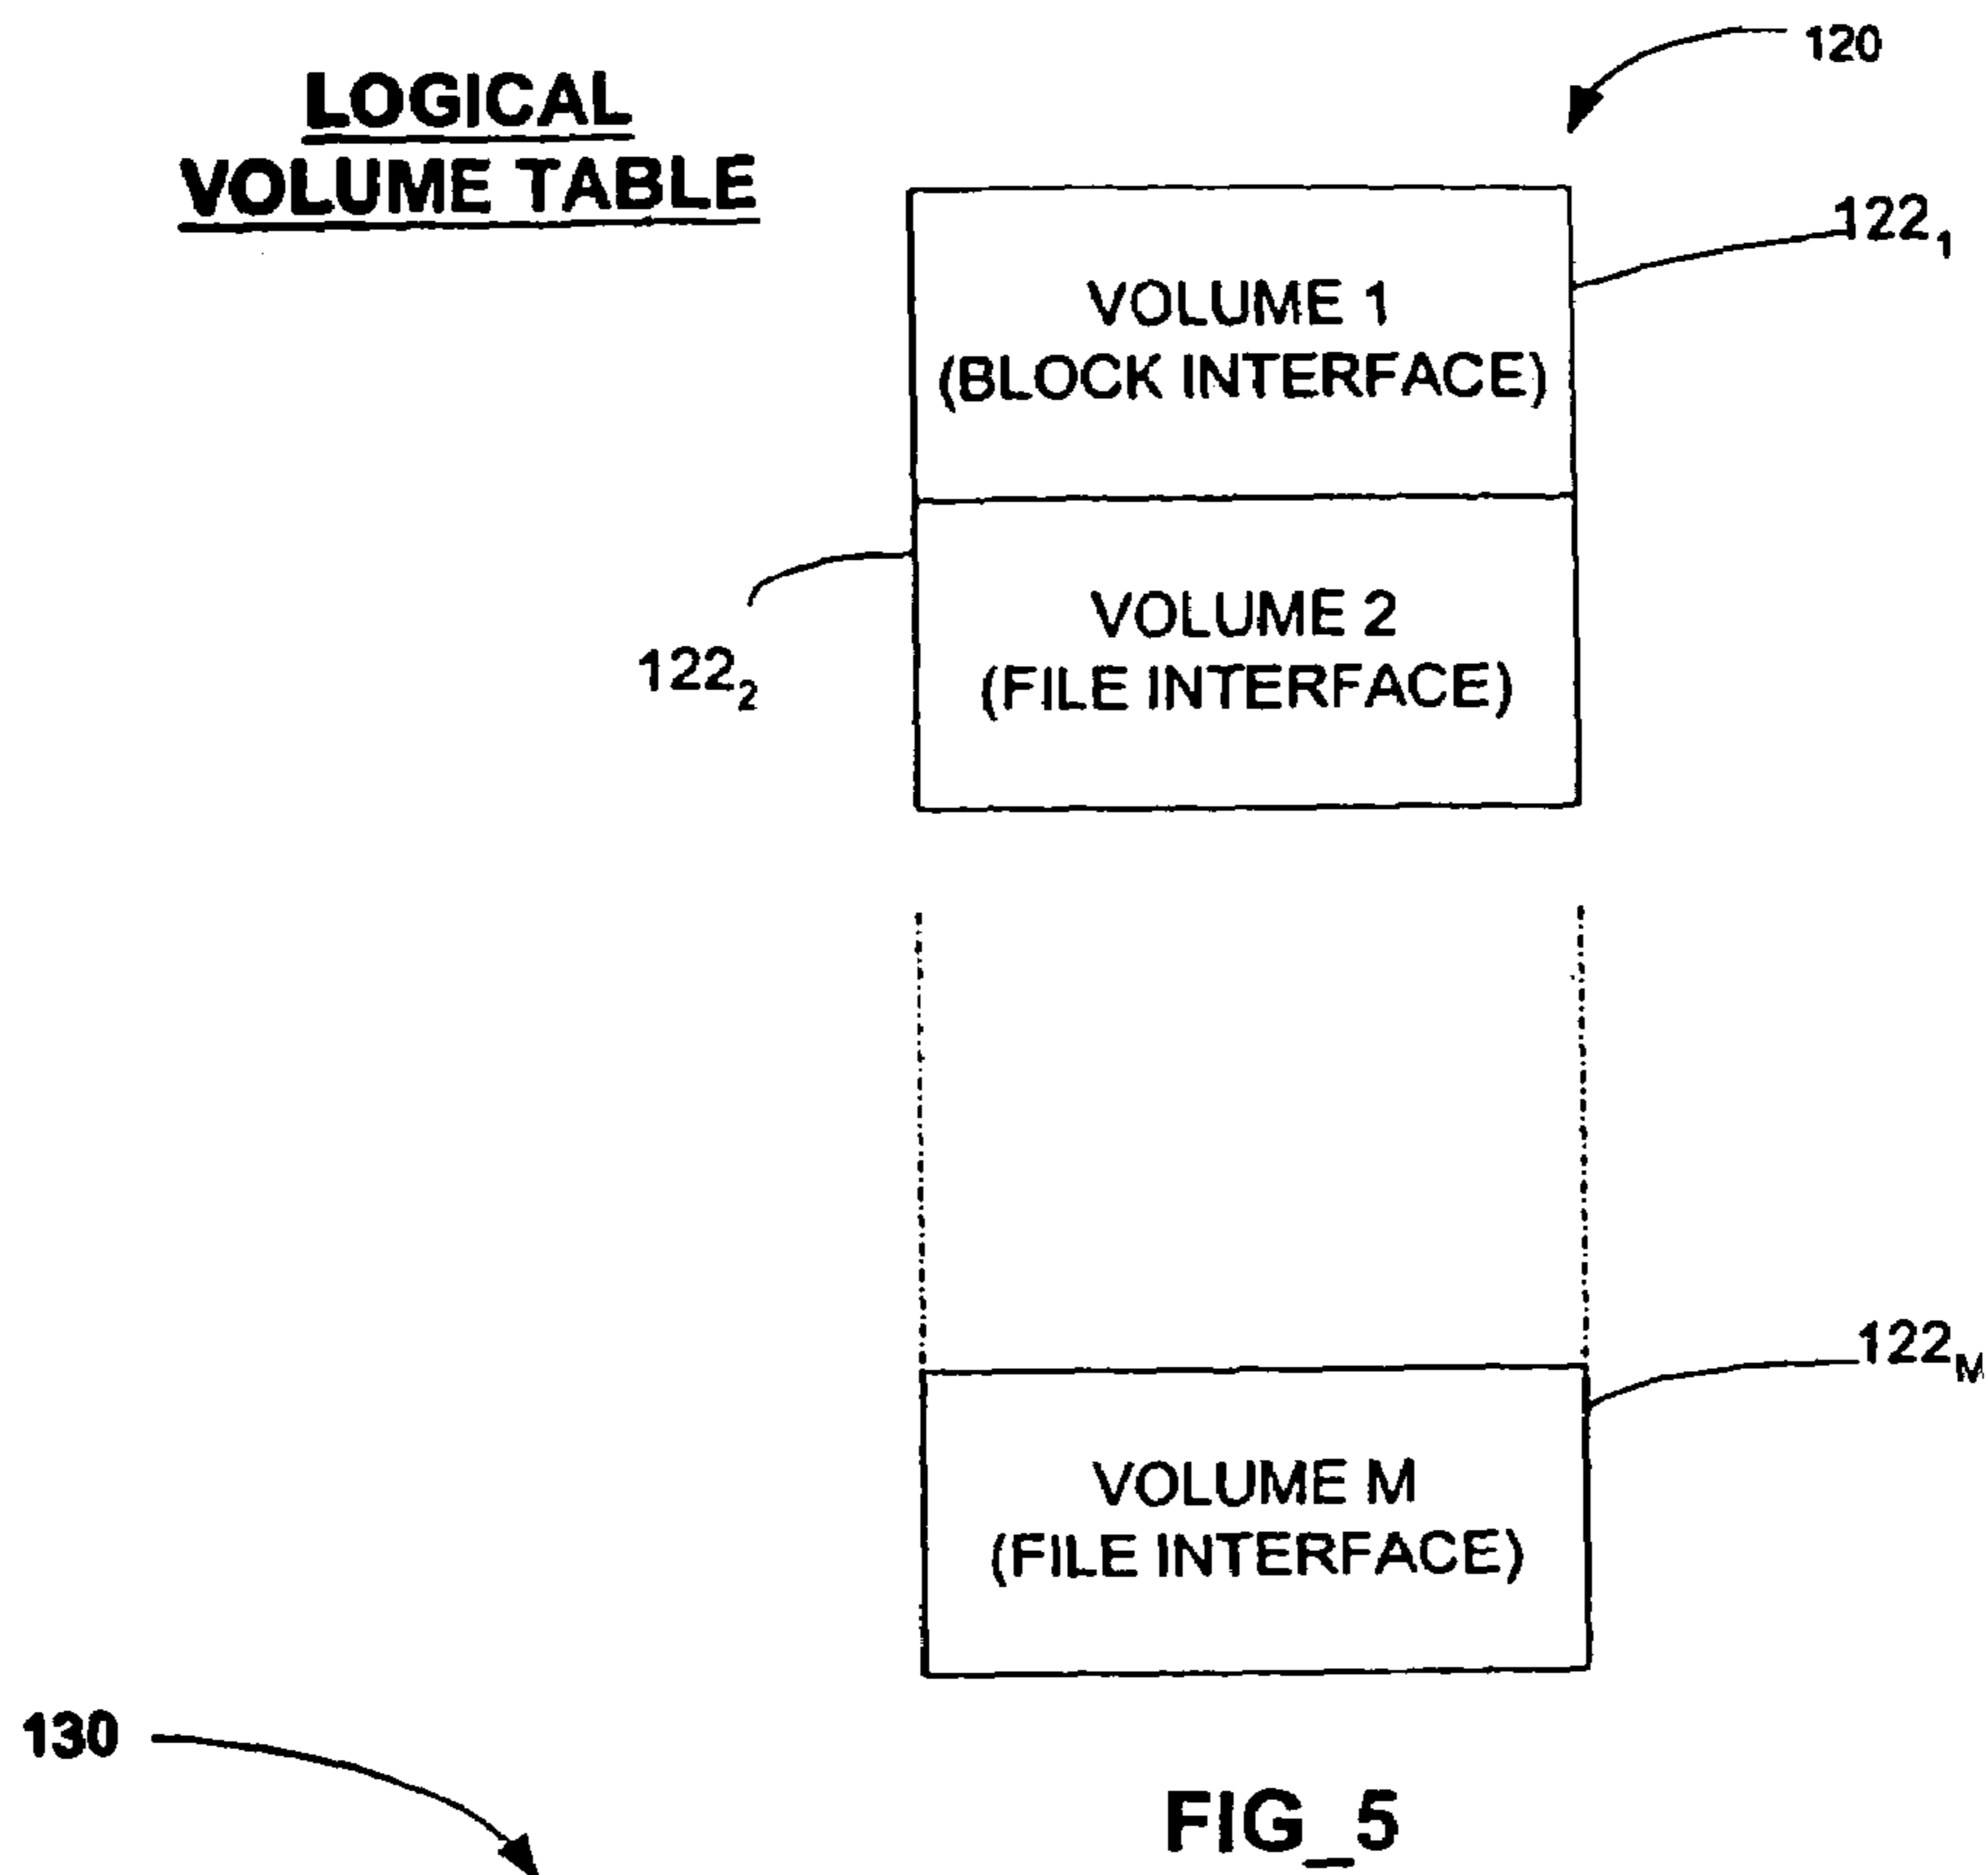 120
LOGICAL
VOLUME TABLE
122₁
VOLUME 1
(BLOCK INTERFACE)
122₂
VOLUME 2
(FILE INTERFACE)
122M
VOLUME M
(FILE INTERFACE)
130
FIG_5